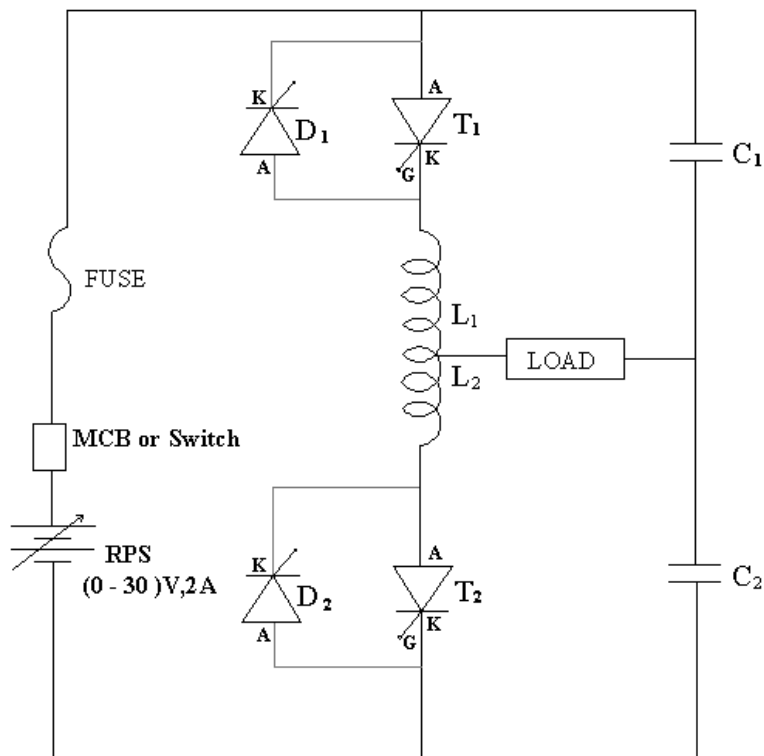 K
A
D1
T1
A
G
K
C1
FUSE
L1
LOAD
L2
MCB or Switch
RPS
(0 - 30 )V,2A
K
A
D2
T2
C2
A
G
K